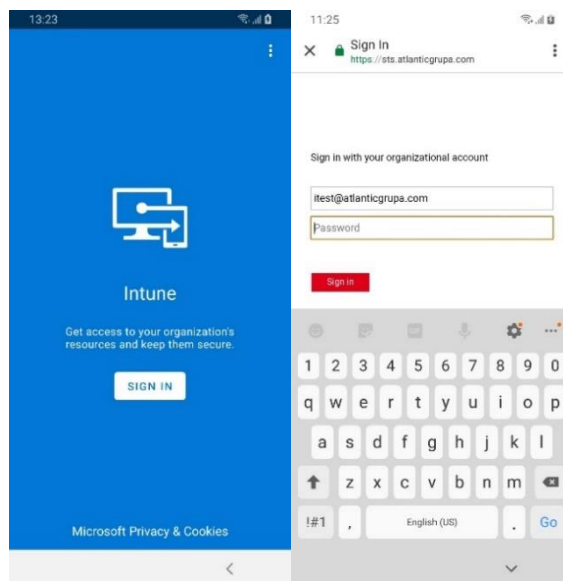 13:23
Intune
Get access to your organization's
resources and keep them secure.
SIGN IN
Microsoft Privacy & Cookies
11:25
Sign In
https://sts.atlanticgrupa.com
Sign in with your organizational account
itest@atlanticgrupa.com
Password
Sign in
1 2 3 4 5 6 7 8 9 0
q w e r t y u i o p
a s d f g h j k l
z x c v b n m
!#1 , English (US) . Go